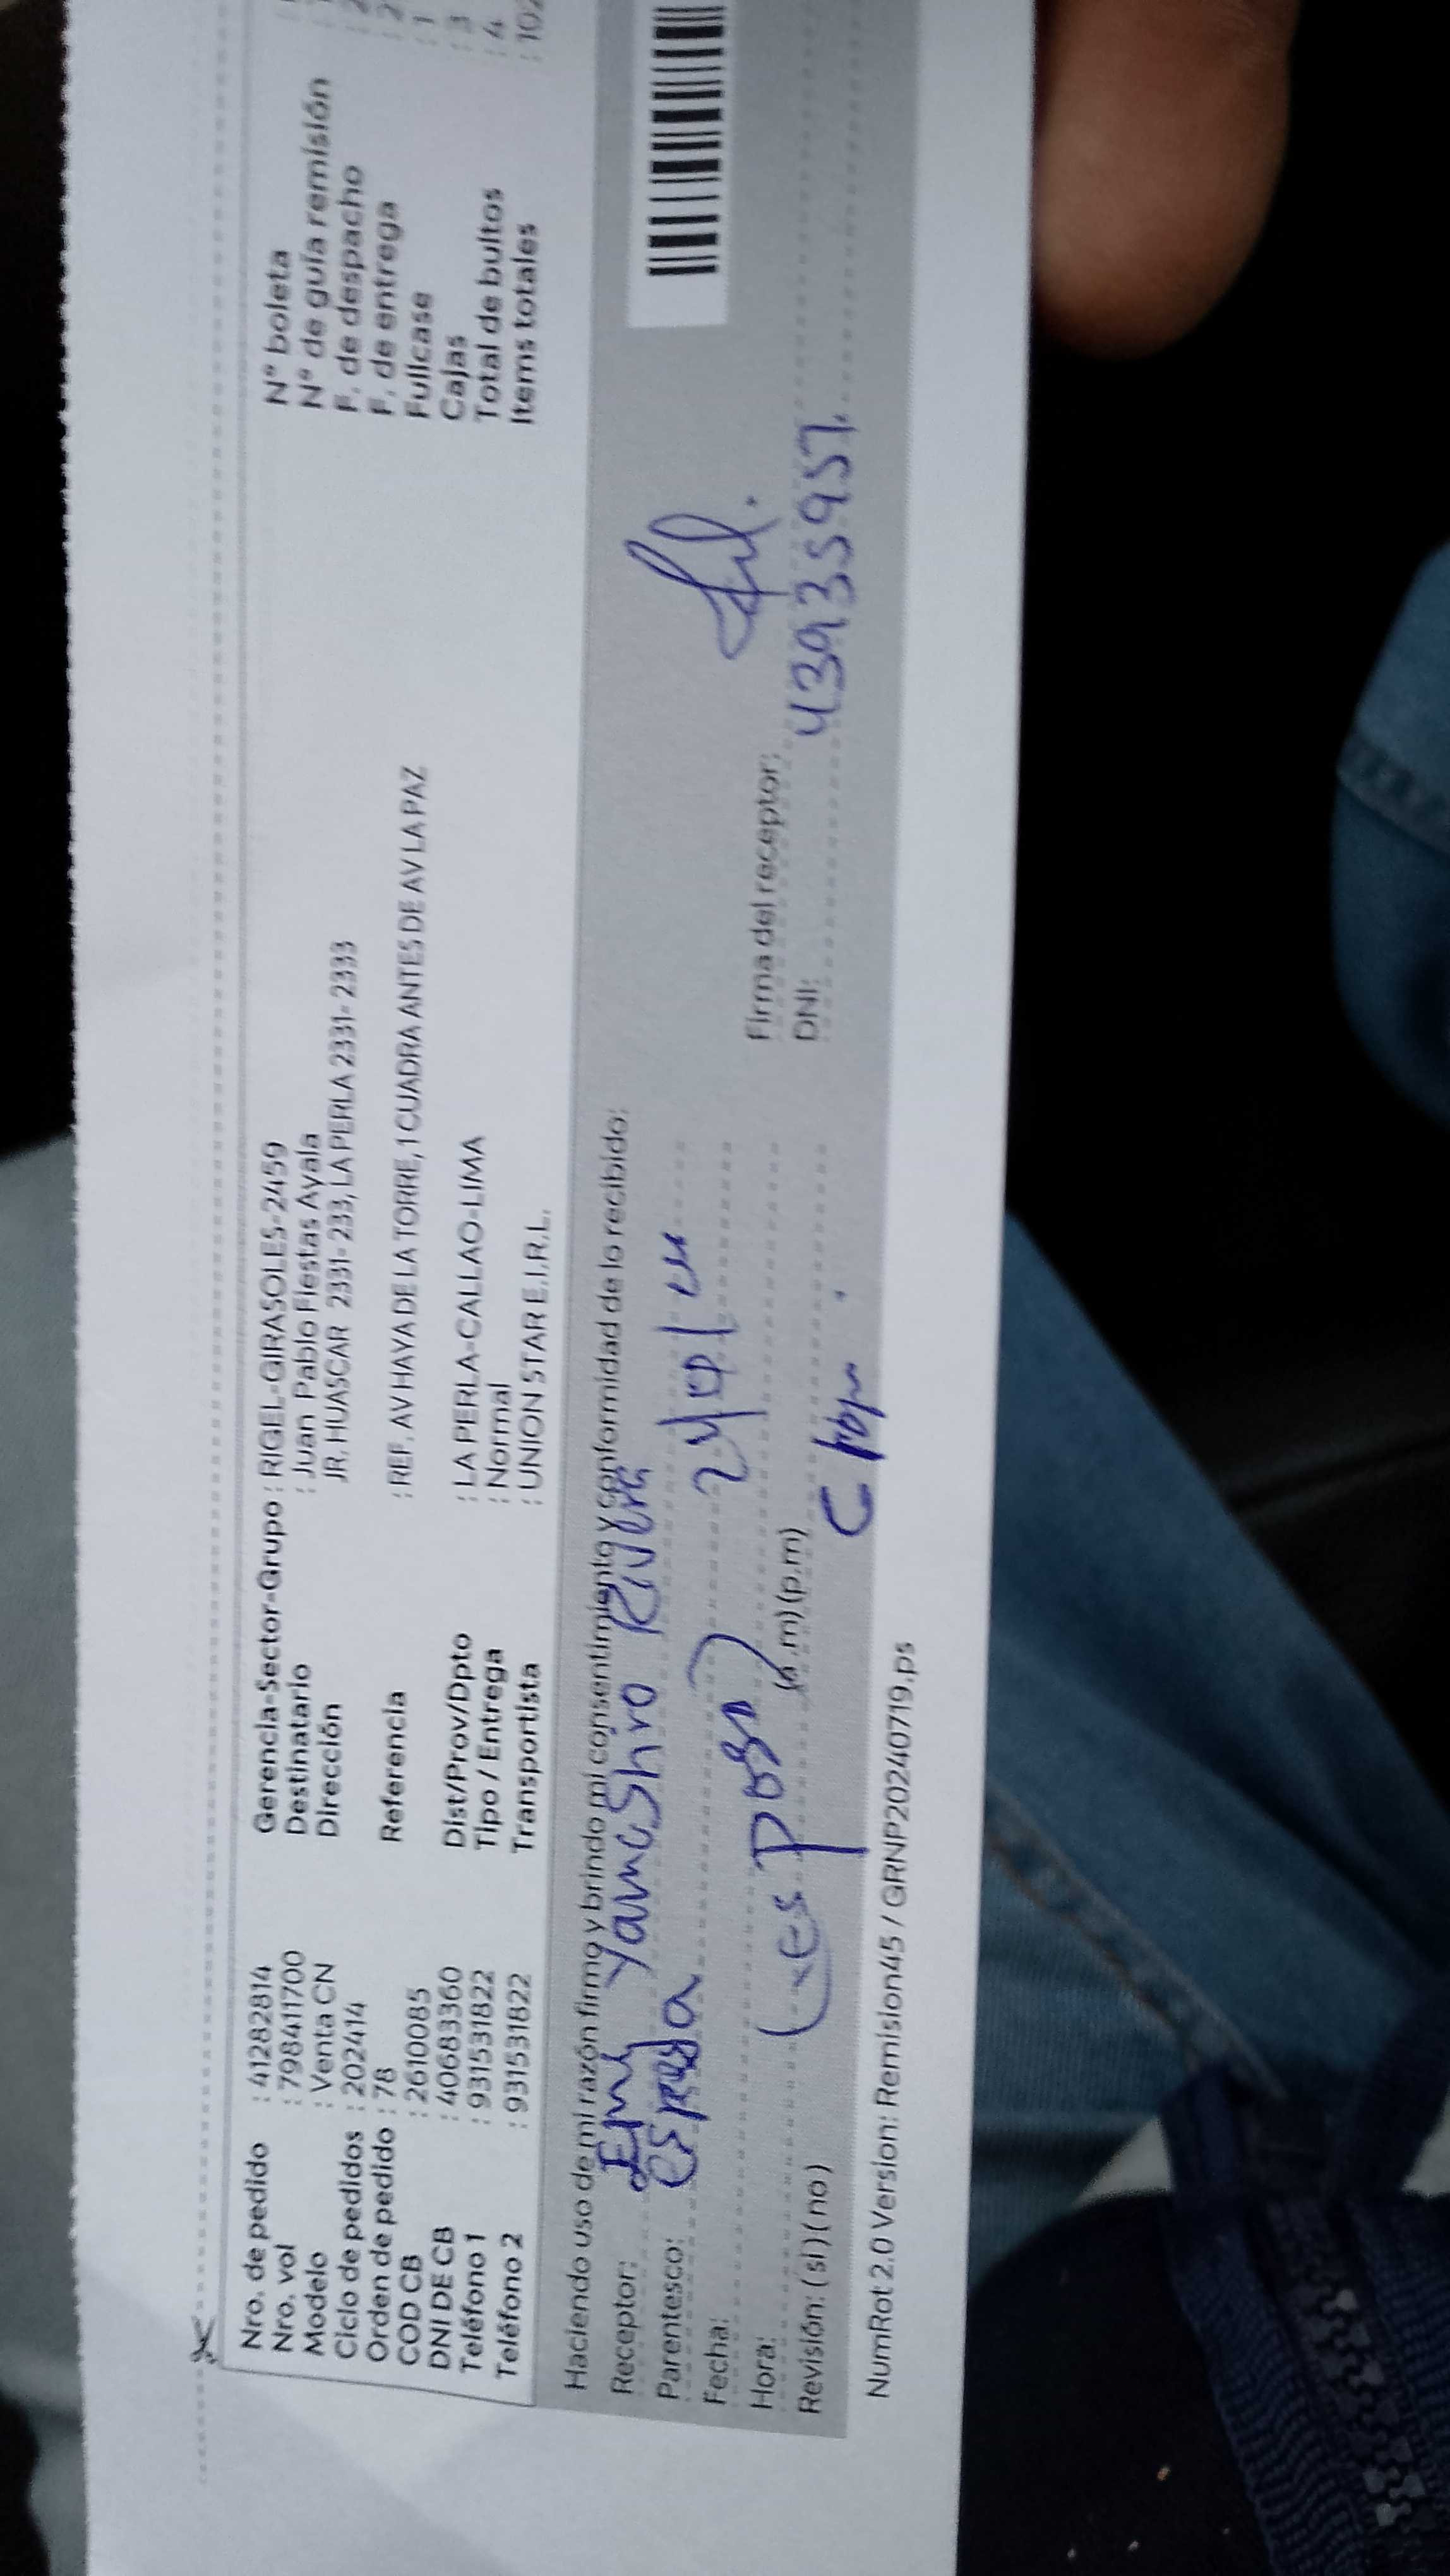 Nro. de pedido : 41282814
Nro. vol : 798411700
Modelo : Venta CN
Ciclo de pedidos : 202414
Orden de pedido : 78
COD CB : 2610085
DNI DE CB : 40683360
Teléfono 1 : 931531822
Teléfono 2 : 931531822
Gerencia-Sector-Grupo : RIGEL-GIRASOLES-2459
Destinatario : Juan Pablo Fiestas Ayala
Dirección JR. HUASCAR 2331-233, LA PERLA 2331-2333
Referencia : REF. AV HAYA DE LA TORRE, 1 CUADRA ANTES DE AV LA PAZ
Dist/Prov/Dpto : LA PERLA-CALLAO-LIMA
Tipo / Entrega : Normal
Transportista : UNION STAR E.I.R.L.
N° boleta
N° de guía remisión
F. de despacho : 2
F. de entrega : 2
Fullcase : 1
Cajas : 3
Total de bultos : 4
Items totales : 102
Haciendo uso de mi razón firmo y brindo mi consentimiento y conformidad de lo recibido:
Receptor: Emy YamaShiro Rivera
Parentesco: esposa
Fecha:
Hora: (esposa) (a.m) (p.m)
Revisión: (si) (no)
Firma del receptor:
DNI: 43935957
NumRot 2.0 Version: Remision45 / GRNP20240719.ps